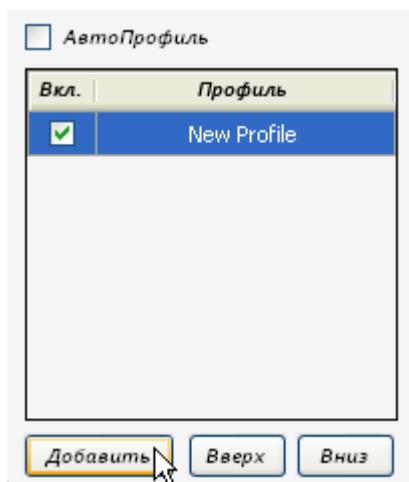 АвтоПрофиль
Вкл. Профиль
New Profile
Добавить Вверх Вниз